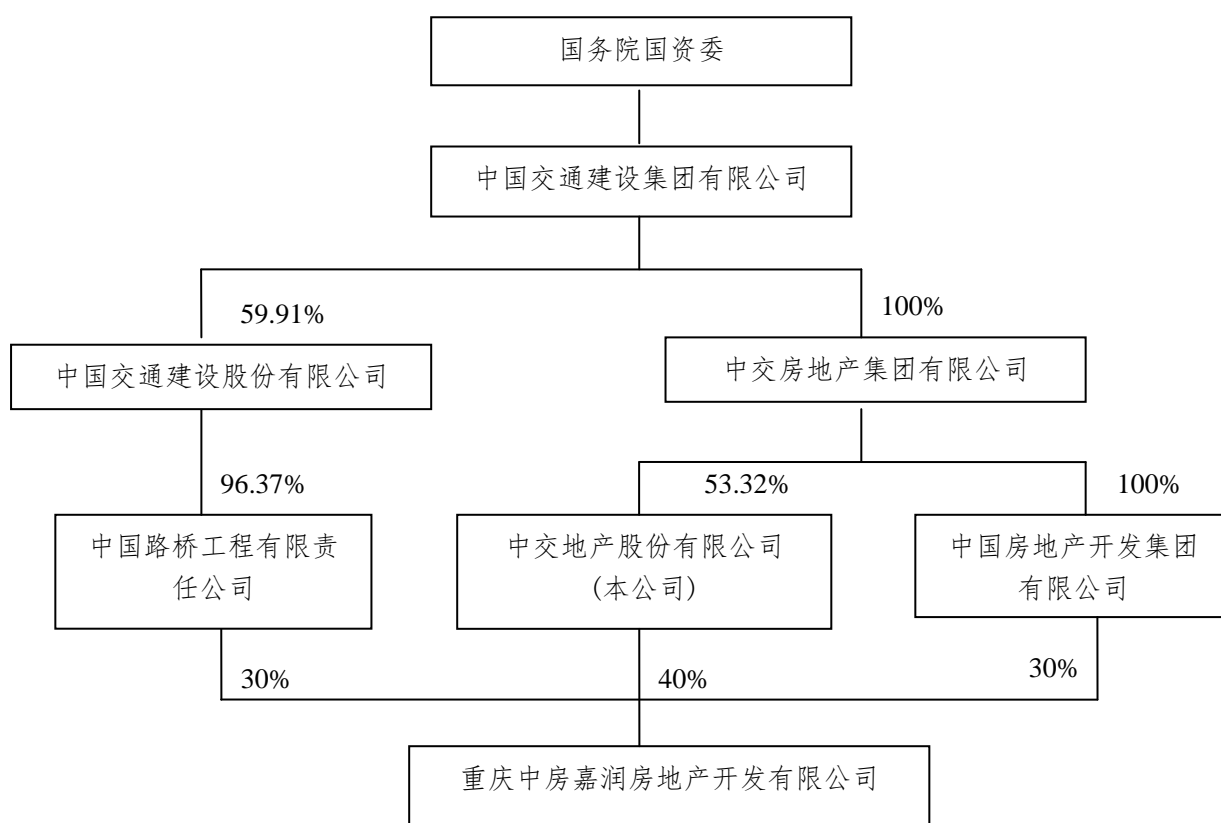 国务院国资委
中国交通建设集团有限公司
59.91%
100%
中国交通建设股份有限公司
中交房地产集团有限公司
96.37%
53.32%
100%
中国路桥工程有限责
任公司
中交地产股份有限公司
(本公司)
中国房地产开发集团
有限公司
30%
40%
30%
重庆中房嘉润房地产开发有限公司